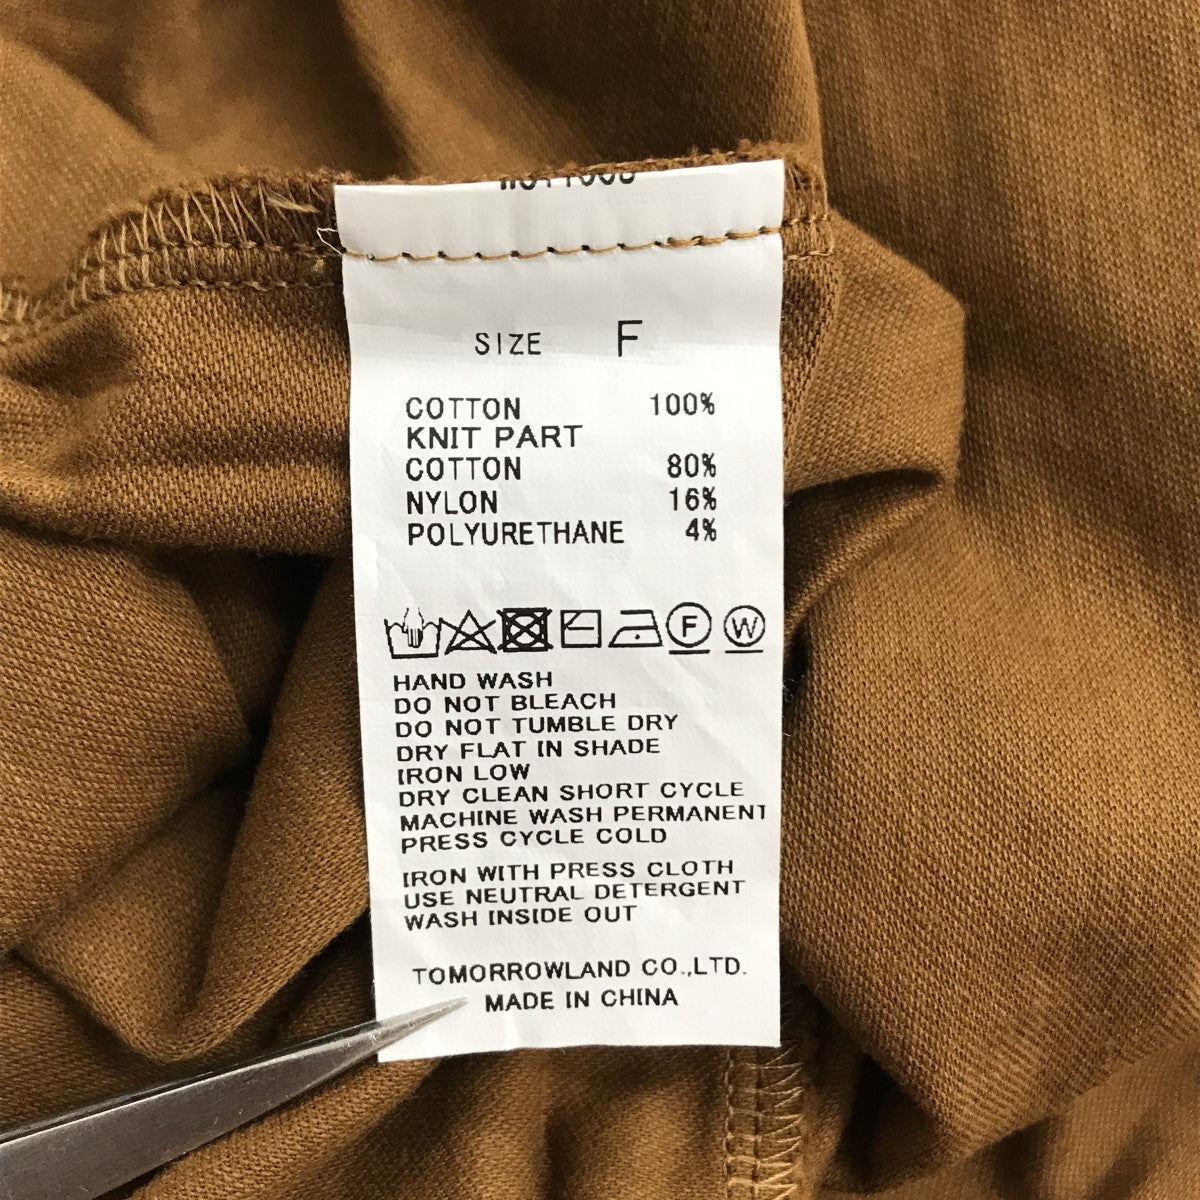 SIZE F
COTTON 100%
KNIT PART
COTTON 80%
NYLON 16%
POLYURETHANE 4%
F W
HAND WASH
DO NOT BLEACH
DO NOT TUMBLE DRY
DRY FLAT IN SHADE
IRON LOW
DRY CLEAN SHORT CYCLE
MACHINE WASH PERMANENT
PRESS CYCLE COLD
IRON WITH PRESS CLOTH
USE NEUTRAL DETERGENT
WASH INSIDE OUT
TOMORROWLAND CO.,LTD.
MADE IN CHINA